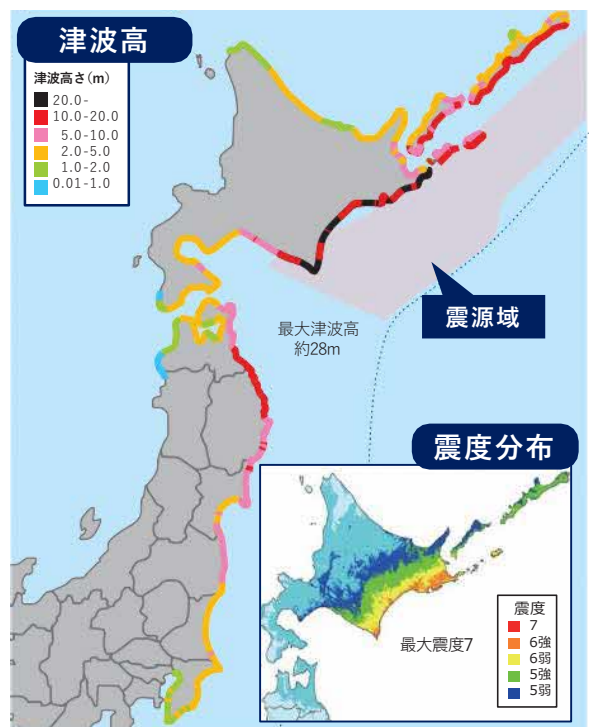 津波高
津波高さ(m)
20.0-
10.0-20.0
5.0-10.0
2.0-5.0
1.0-2.0
0.01-1.0
震源域
最大津波高
約28m
震度分布
最大震度7
震度
7
6強
6弱
5強
5弱